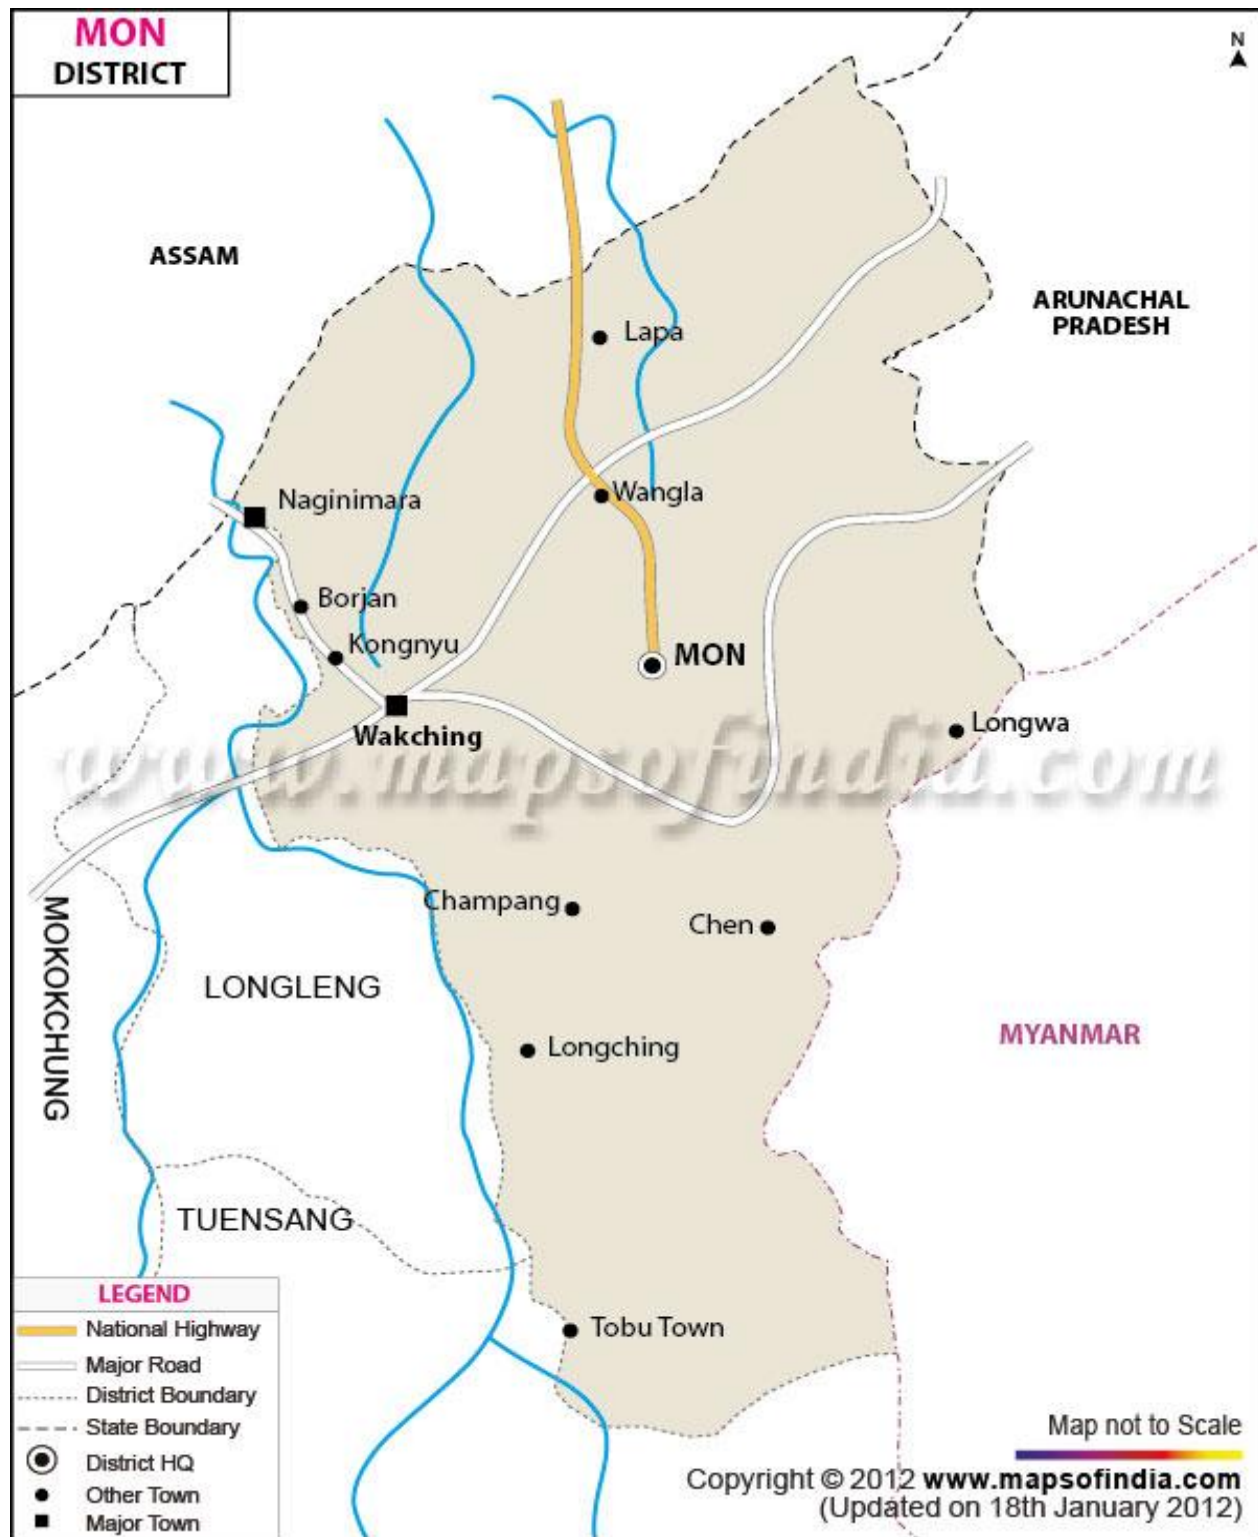 MON
DISTRICT
N
ASSAM
ARUNACHAL
PRADESH
Lapa
Naginimara
Wangla
Borjan
Kongnyu
MON
Longwa
Wakching
www.mapsofindia.com
Champang
Chen
MOKOKCHUNG
LONGLENG
MYANMAR
Longching
TUENSANG
LEGEND
National Highway
Major Road
District Boundary
State Boundary
District HQ
Other Town
Major Town
Tobu Town
Map not to Scale
Copyright © 2012 www.mapsofindia.com
(Updated on 18th January 2012)